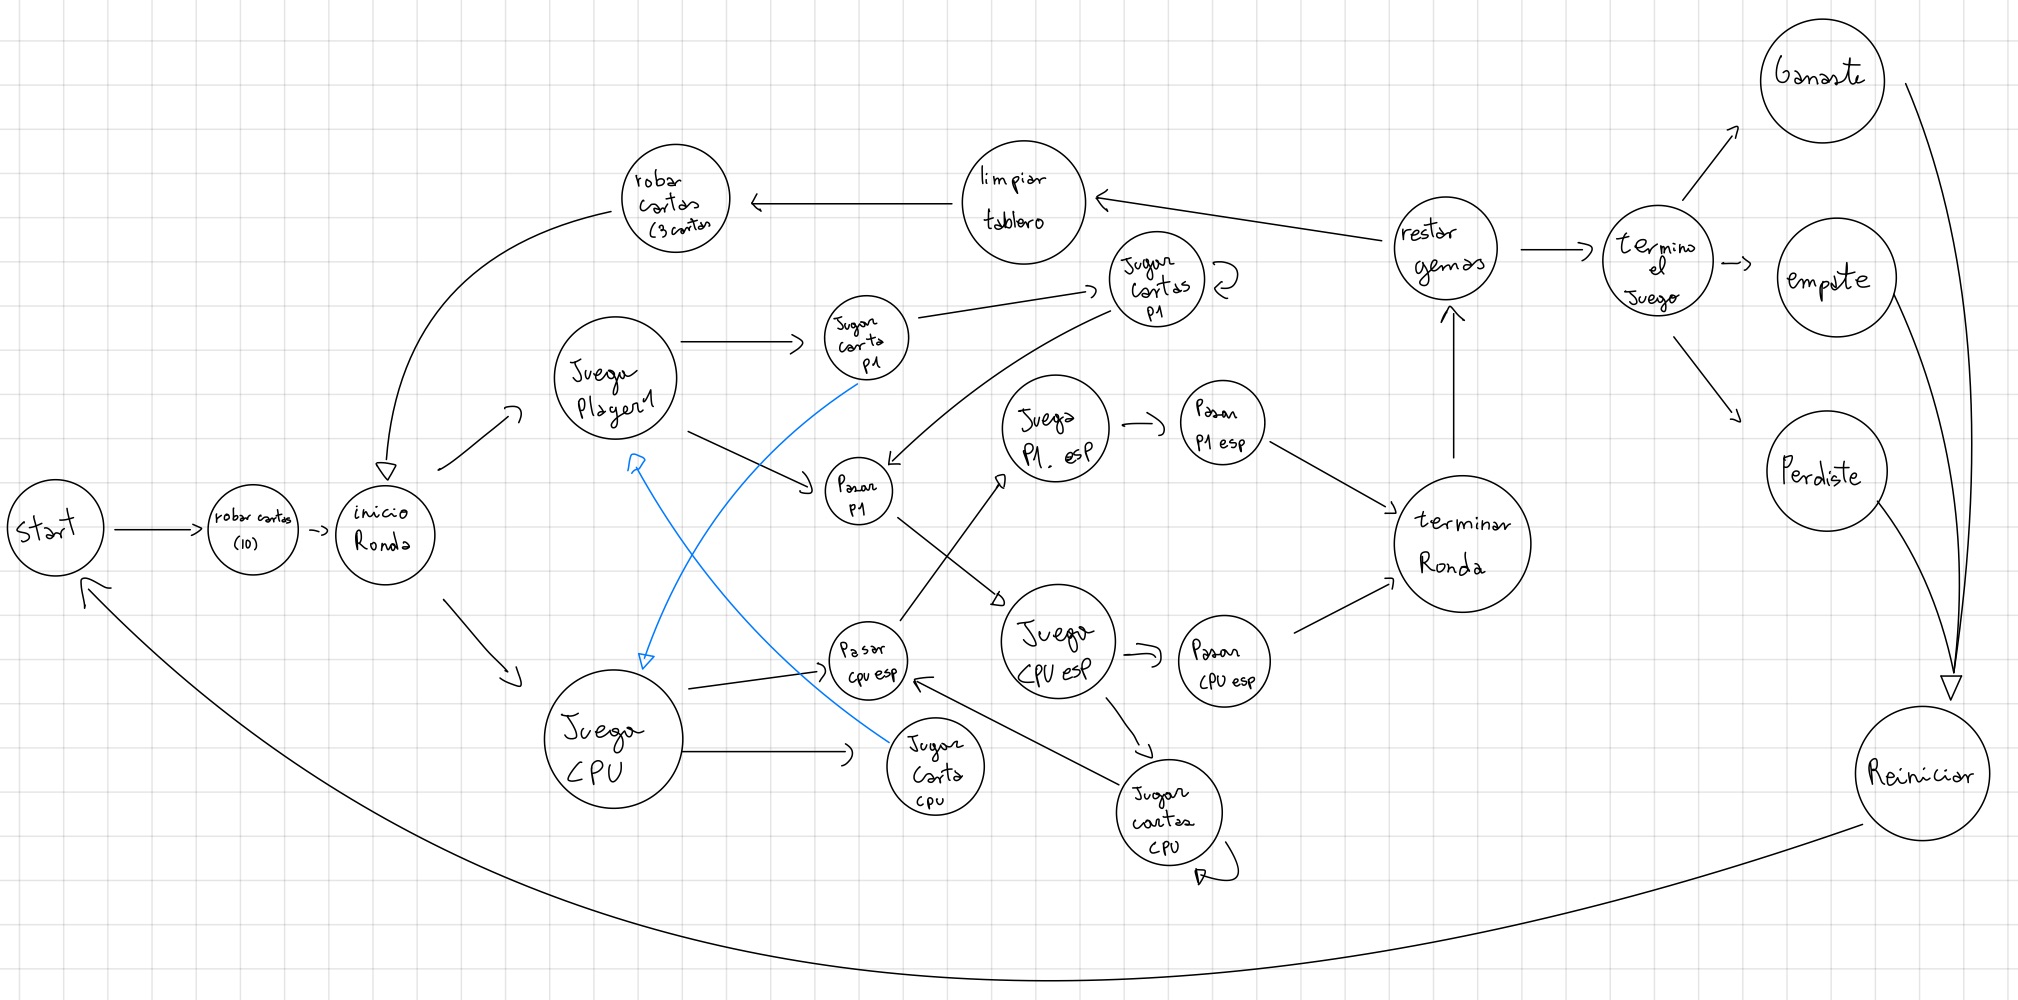 Ganaste
robar
cartas
(3 cartas
limpiar
tablero
restar
gemas
termino
el
Juego
empate
Jugar
cartas
P1
Jugar
carta
P1
Juega
Player1
Juega
P1. esp
Pasar
P1 esp
Perdiste
Start
robar cartas
(10)
inicio
Ronda
Pasar
P1
terminar
Ronda
Juega
CPU
Pasar
CPU esp
Juega
CPU esp
Pasar
CPU esp
Jugar
Carta
CPU
Jugar
cartas
CPU
Reiniciar